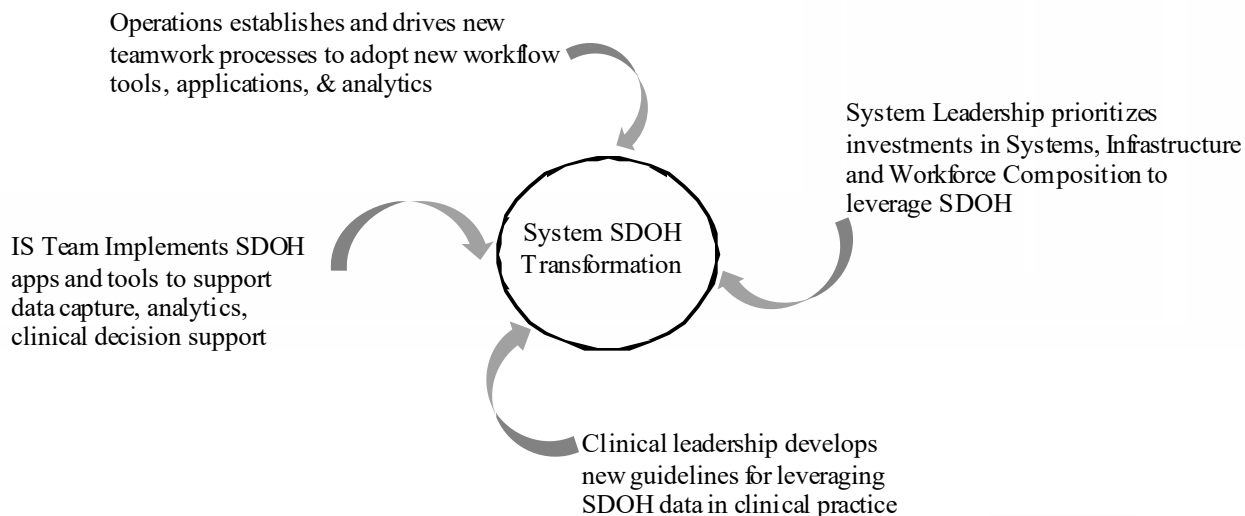 Operations establishes and drives new
teamwork processes to adopt new workflow
tools, applications, & analytics
System Leadership prioritizes
investments in Systems, Infrastructure
and Workforce Composition to
leverage SDOH
System SDOH
Transformation
IS Team Implements SDOH
apps and tools to support
data capture, analytics,
clinical decision support
Clinical leadership develops
new guidelines for leveraging
SDOH data in clinical practice